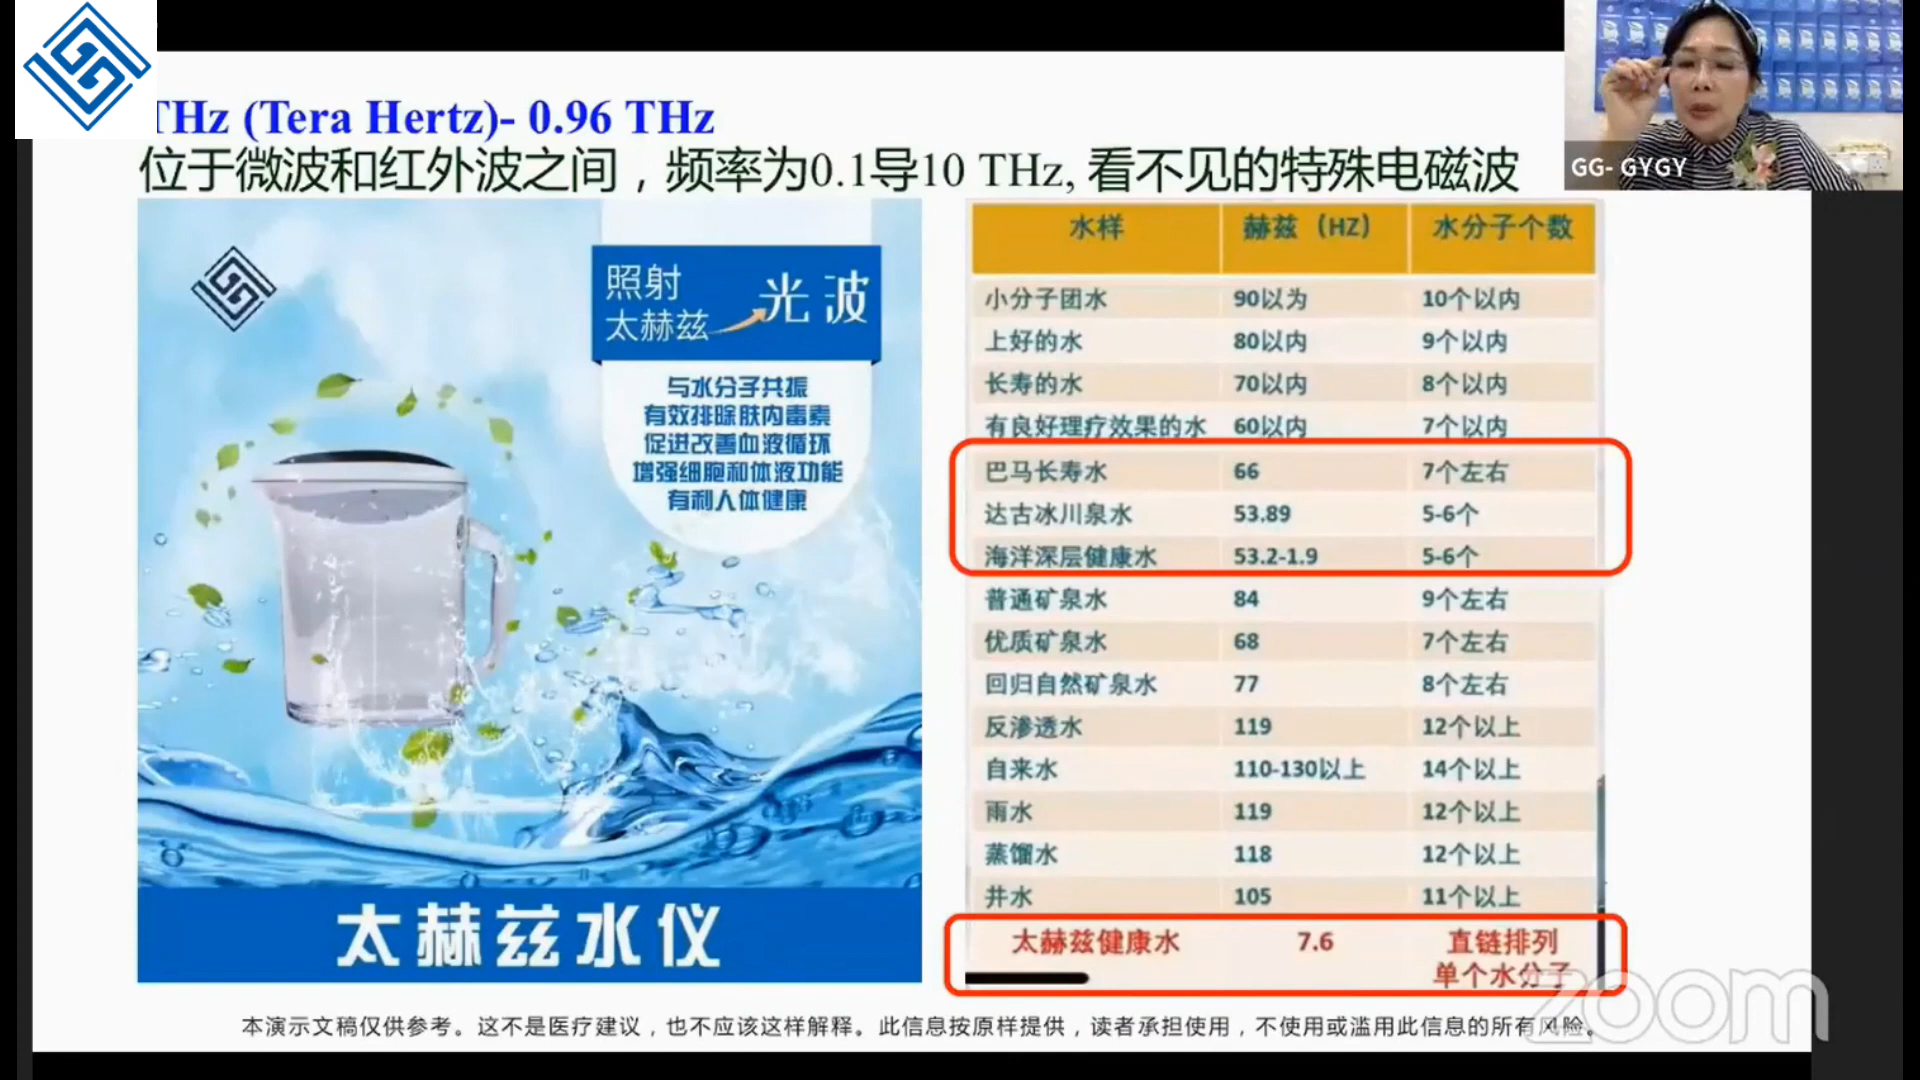 THz (Tera Hertz)- 0.96 THz
位于微波和红外波之间，频率为0.1导10 THz, 看不见的特殊电磁波
GG- GYGY
照射
太赫兹
光波
与水分子共振
有效排除肤内毒素
促进改善血液循环
增强细胞和体液功能
有利人体健康
太赫兹水仪
水样 赫兹（HZ） 水分子个数
小分子团水 90以为 10个以内
上好的水 80以内 9个以内
长寿的水 70以内 8个以内
有良好理疗效果的水 60以内 7个以内
巴马长寿水 66 7个左右
达古冰川泉水 53.89 5-6个
海洋深层健康水 53.2-1.9 5-6个
普通矿泉水 84 9个左右
优质矿泉水 68 7个左右
回归自然矿泉水 77 8个左右
反渗透水 119 12个以上
自来水 110-130以上 14个以上
雨水 119 12个以上
蒸馏水 118 12个以上
井水 105 11个以上
太赫兹健康水 7.6 直链排列
单个水分子
本演示文稿仅供参考。这不是医疗建议，也不应该这样解释。此信息按原样提供，读者承担使用，不使用或滥用此信息的所有风险。
zoom